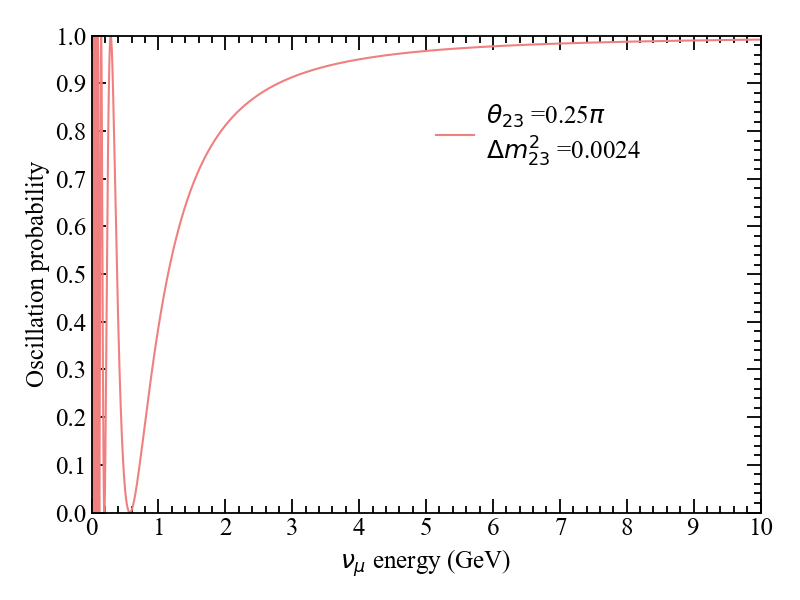 1.0
0.9
0.8
0.7
0.6
0.5
0.4
0.3
0.2
0.1
0.0
Oscillation probability
θ₂₃ =0.25π
Δm²₂₃ =0.0024
0 1 2 3 4 5 6 7 8 9 10
νμ energy (GeV)